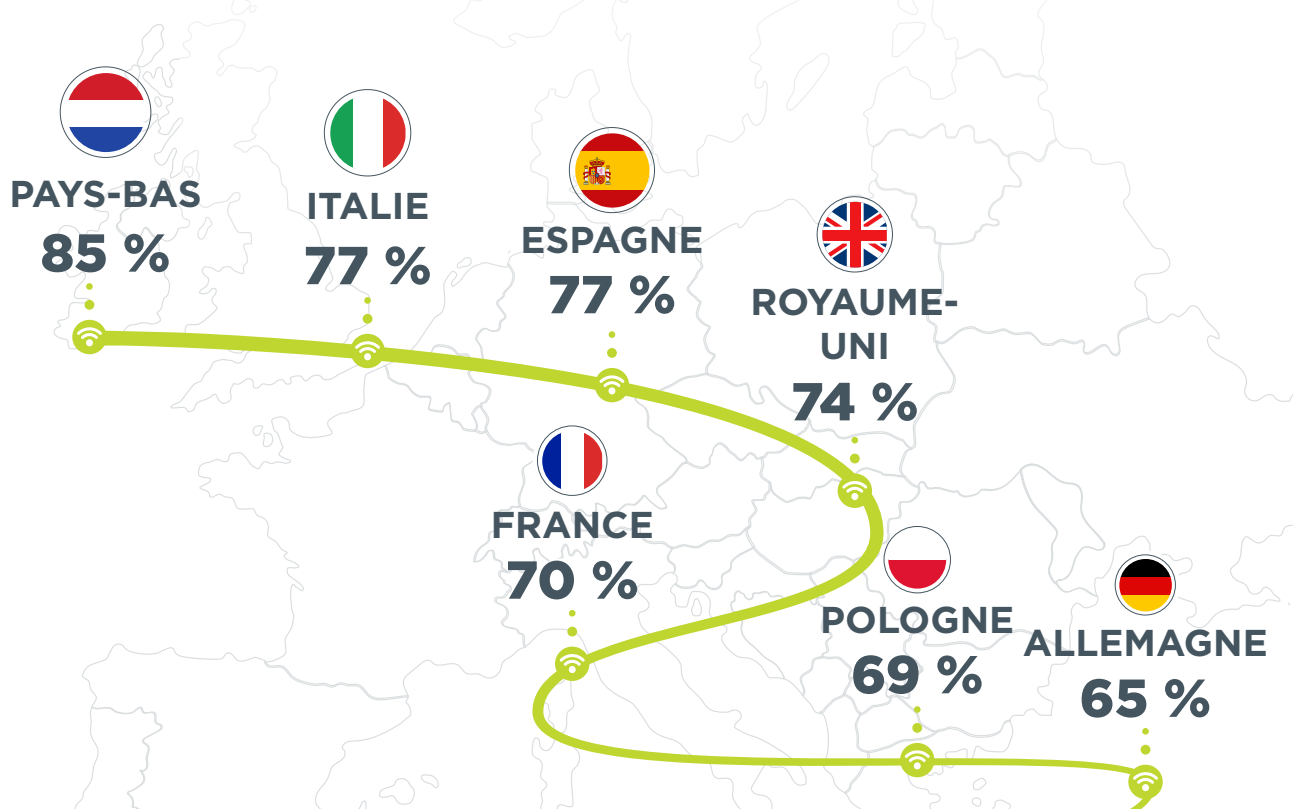 PAYS-BAS
85 %
ITALIE
77 %
ESPAGNE
77 %
ROYAUME-
UNI
74 %
FRANCE
70 %
POLOGNE
69 %
ALLEMAGNE
65 %